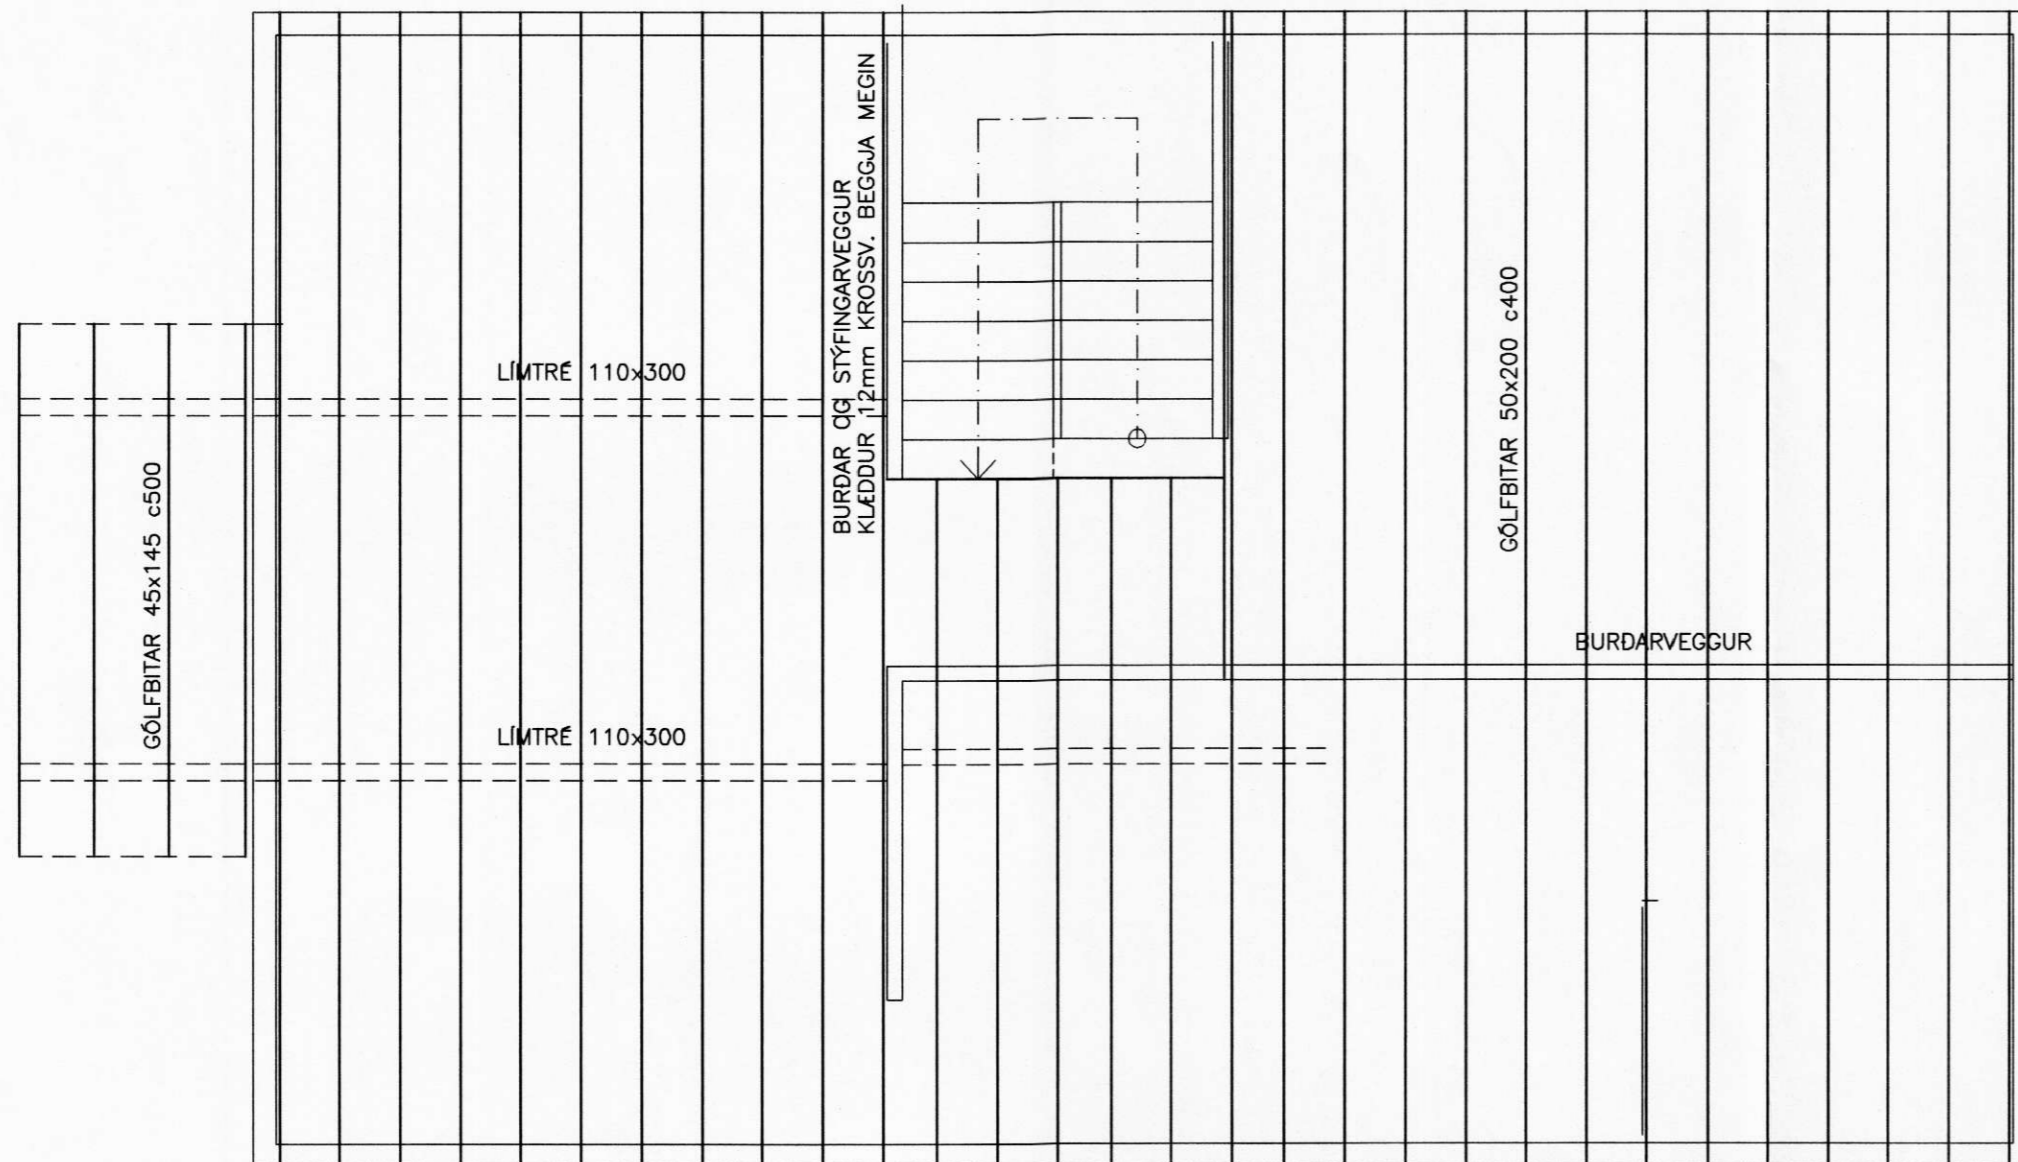 GÓLFBITAR 45x145 c500
LÍMTRÉ 110x300
LÍMTRÉ 110x300
BURÐAR OG STÝFINGARVEGGUR
KLÆDDUR 12mm KROSSV. BEGGJA MEGIN
GÓLFBITAR 50x200 c400
BURÐARVEGGUR